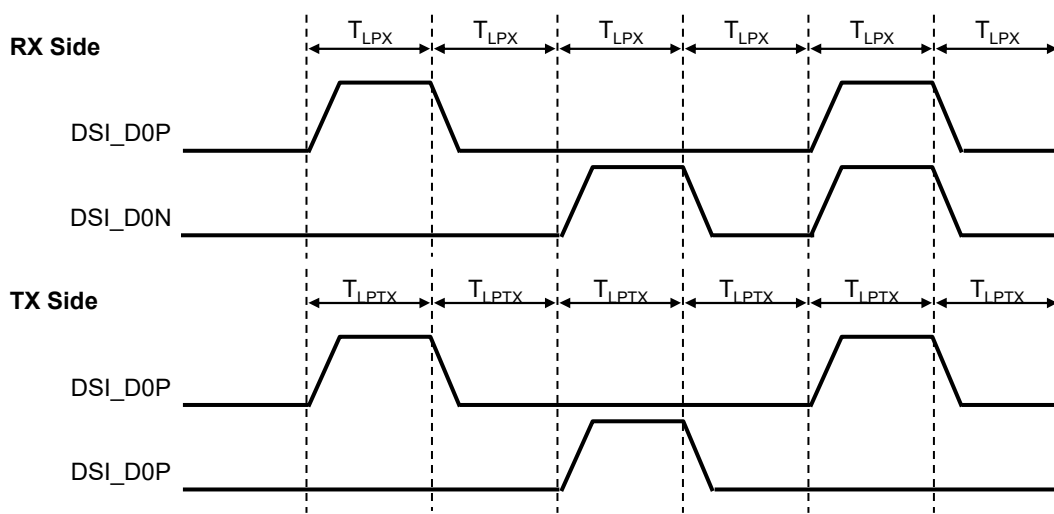 T_LPX T_LPX T_LPX T_LPX T_LPX T_LPX
RX Side
DSI_D0P
DSI_D0N
T_LPTX T_LPTX T_LPTX T_LPTX T_LPTX T_LPTX
TX Side
DSI_D0P
DSI_D0P